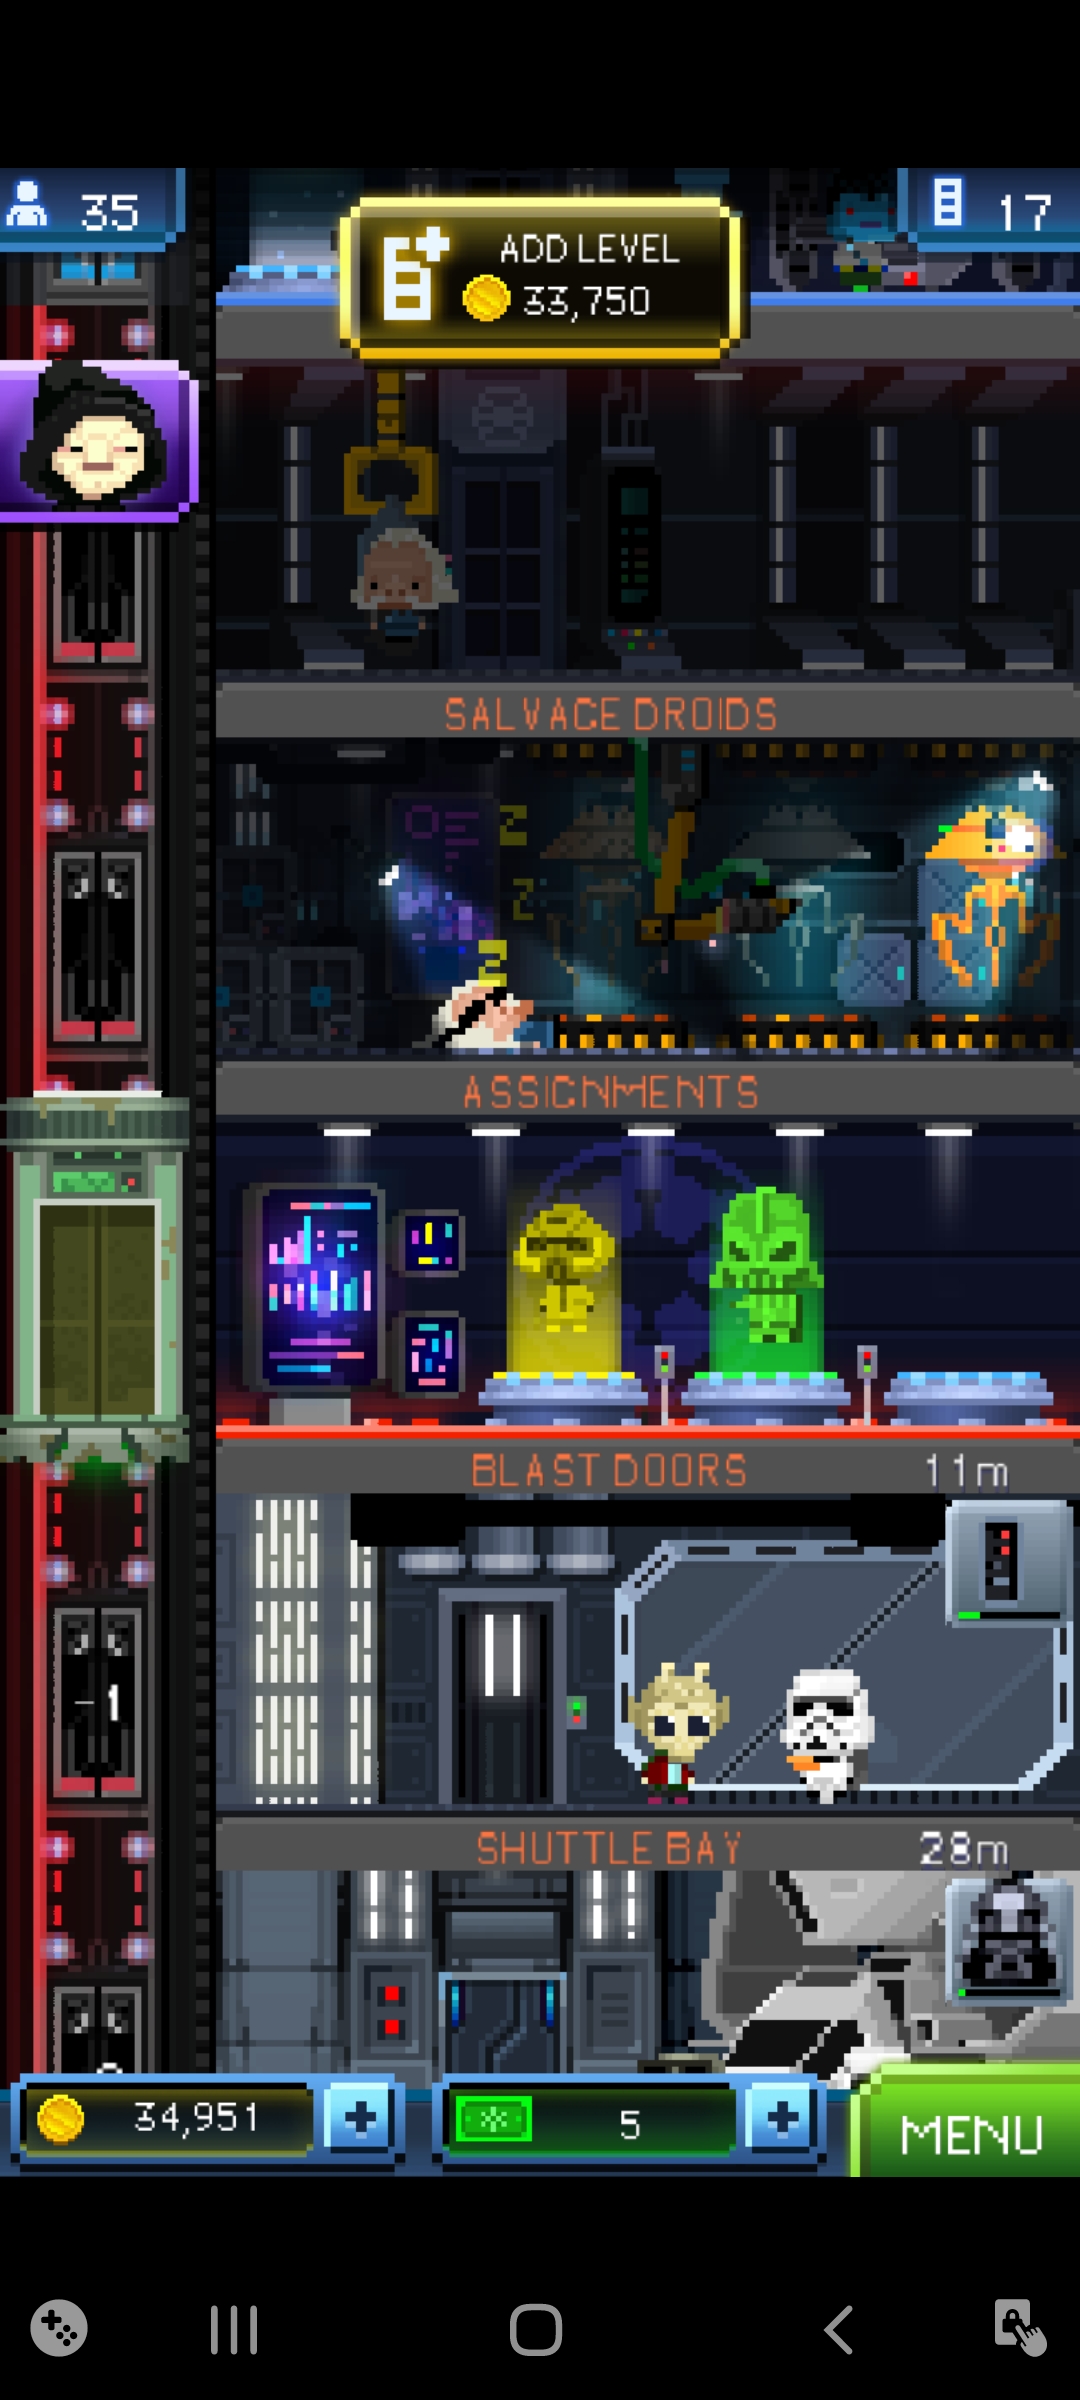 35
17
ADD LEVEL
33,750
SALVAGE DROIDS
Z
Z
Z
ASSIGNMENTS
BLAST DOORS 11m
-1
SHUTTLE BAY 28m
34,951
5
MENU